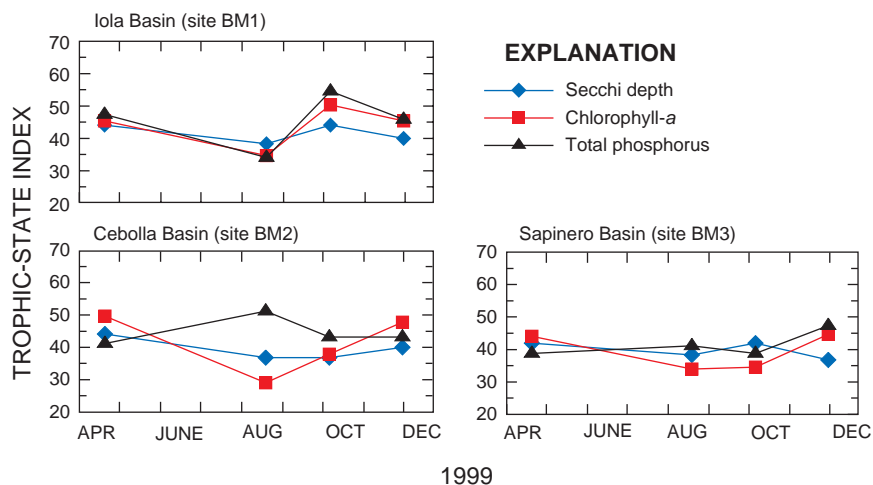 Iola Basin (site BM1)
70
60
50
40
30
20
EXPLANATION
Secchi depth
Chlorophyll-a
Total phosphorus
TROPHIC-STATE INDEX
Cebolla Basin (site BM2)
70
60
50
40
30
20
APR JUNE AUG OCT DEC
Sapinero Basin (site BM3)
70
60
50
40
30
20
APR JUNE AUG OCT DEC
1999